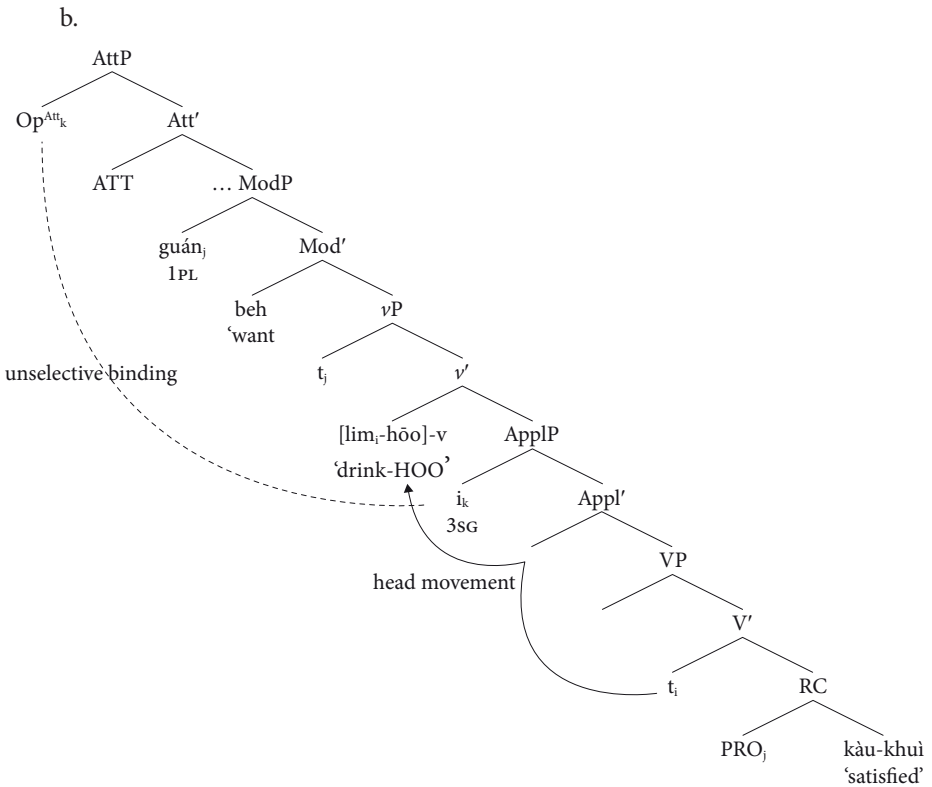 b.
AttP
Op^Att_k Att′
ATT … ModP
guán_j Mod′
1PL
beh vP
‘want
unselective binding t_j v′
[lim_i-hōo]-v ApplP
‘drink-HOO’
i_k Appl′
3SG
head movement VP
V′
t_i RC
PRO_j kàu-khuì
‘satisfied’